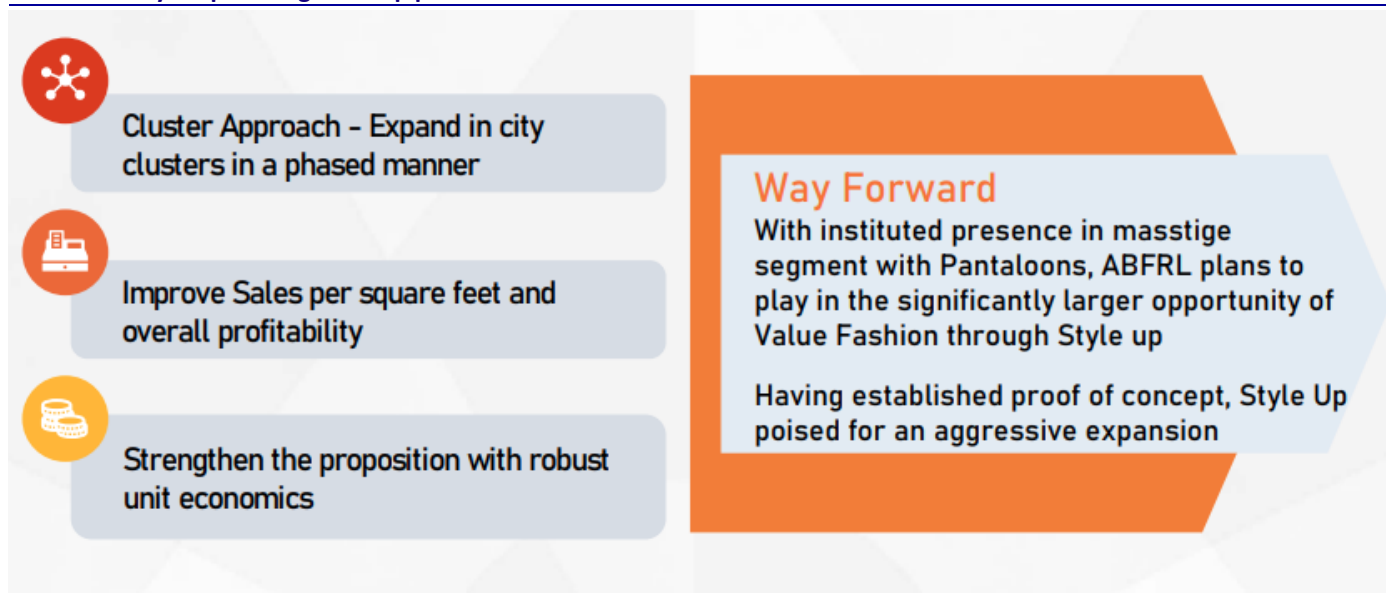 Cluster Approach - Expand in city
clusters in a phased manner
Improve Sales per square feet and
overall profitability
Strengthen the proposition with robust
unit economics
Way Forward
With instituted presence in masstige
segment with Pantaloons, ABFRL plans to
play in the significantly larger opportunity of
Value Fashion through Style up
Having established proof of concept, Style Up
poised for an aggressive expansion